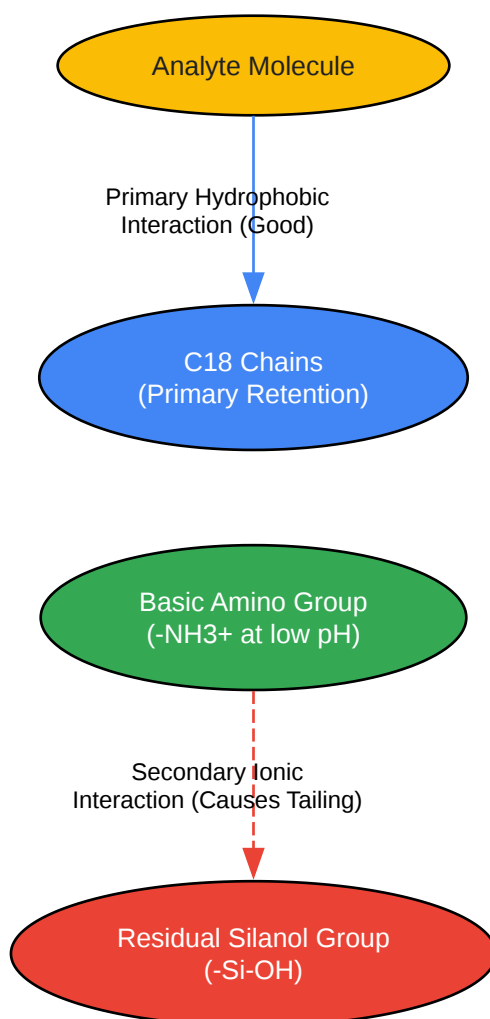 Analyte Molecule
Primary Hydrophobic
Interaction (Good)
C18 Chains
(Primary Retention)
Basic Amino Group
(-NH3+ at low pH)
Secondary Ionic
Interaction (Causes Tailing)
Residual Silanol Group
(-Si-OH)